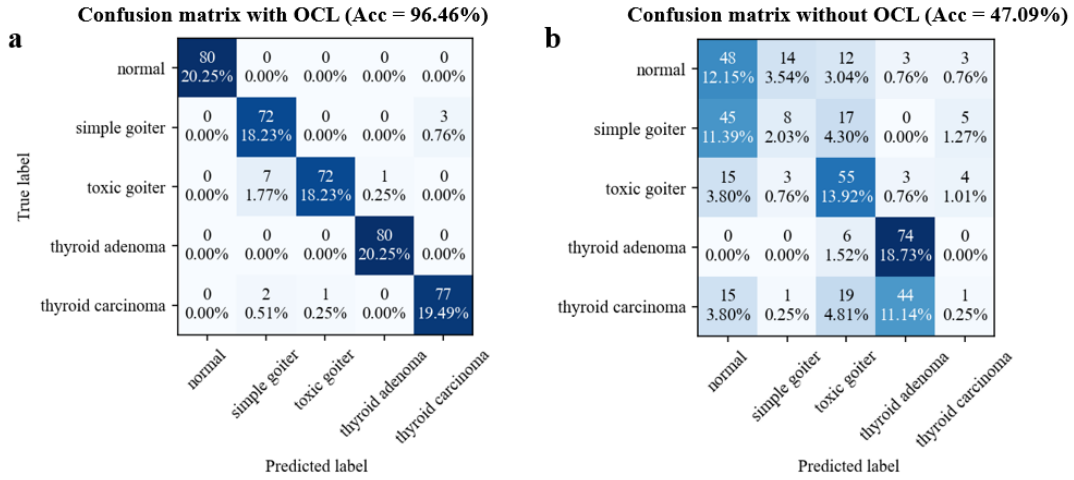 Confusion matrix with OCL (Acc = 96.46%)
a
True label
normal
80 0 0 0 0
20.25% 0.00% 0.00% 0.00% 0.00%
simple goiter
0 72 0 0 3
0.00% 18.23% 0.00% 0.00% 0.76%
toxic goiter
0 7 72 1 0
0.00% 1.77% 18.23% 0.25% 0.00%
thyroid adenoma
0 0 0 80 0
0.00% 0.00% 0.00% 20.25% 0.00%
thyroid carcinoma
0 2 1 0 77
0.00% 0.51% 0.25% 0.00% 19.49%
normal
simple goiter
toxic goiter
thyroid adenoma
thyroid carcinoma
Predicted label
Confusion matrix without OCL (Acc = 47.09%)
b
normal
48 14 12 3 3
12.15% 3.54% 3.04% 0.76% 0.76%
simple goiter
45 8 17 0 5
11.39% 2.03% 4.30% 0.00% 1.27%
toxic goiter
15 3 55 3 4
3.80% 0.76% 13.92% 0.76% 1.01%
thyroid adenoma
0 0 6 74 0
0.00% 0.00% 1.52% 18.73% 0.00%
thyroid carcinoma
15 1 19 44 1
3.80% 0.25% 4.81% 11.14% 0.25%
normal
simple goiter
toxic goiter
thyroid adenoma
thyroid carcinoma
Predicted label